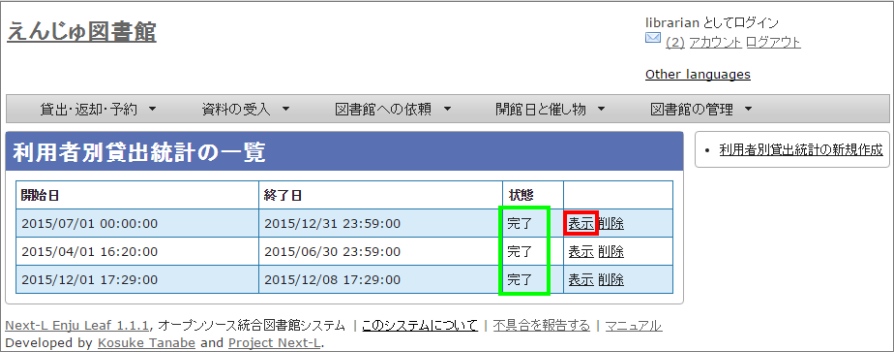 えんじゅ図書館
librarian としてログイン
(2) アカウント ログアウト
Other languages
貸出・返却・予約 ▼ 資料の受入 ▼ 図書館への依頼 ▼ 開館日と催し物 ▼ 図書館の管理 ▼
利用者別貸出統計の一覧
• 利用者別貸出統計の新規作成
開始日 終了日 状態
2015/07/01 00:00:00 2015/12/31 23:59:00 完了 表示 削除
2015/04/01 16:20:00 2015/06/30 23:59:00 完了 表示 削除
2015/12/01 17:29:00 2015/12/08 17:29:00 完了 表示 削除
Next-L Enju Leaf 1.1.1, オープンソース統合図書館システム | このシステムについて | 不具合を報告する | マニュアル
Developed by Kosuke Tanabe and Project Next-L.